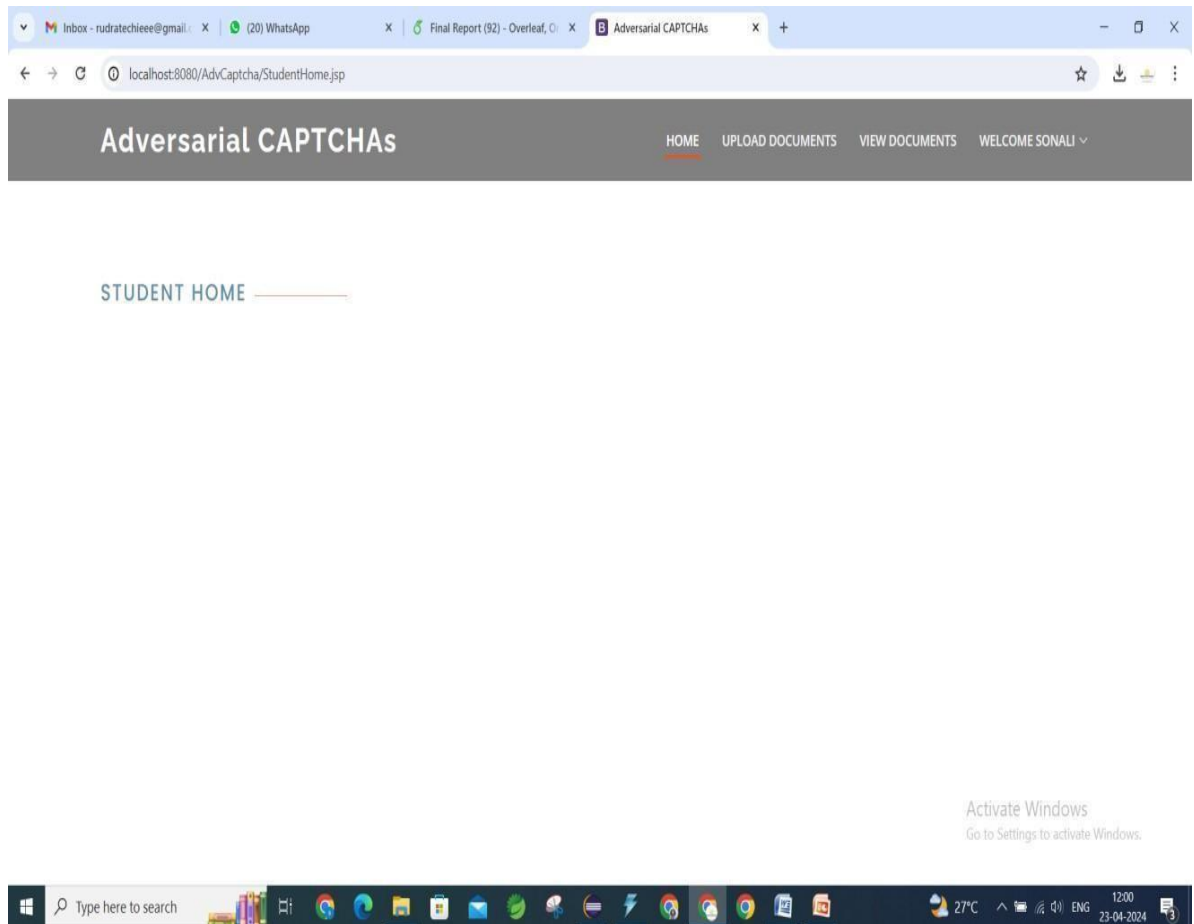 Inbox - rudratechieee@gmail.c
(20) WhatsApp
Final Report (92) - Overleaf, O
Adversarial CAPTCHAs
localhost:8080/AdvCaptcha/StudentHome.jsp
Adversarial CAPTCHAs
HOME UPLOAD DOCUMENTS VIEW DOCUMENTS WELCOME SONALI
STUDENT HOME
Activate Windows
Go to Settings to activate Windows.
Type here to search
27°C
ENG
12:00
23-04-2024
3